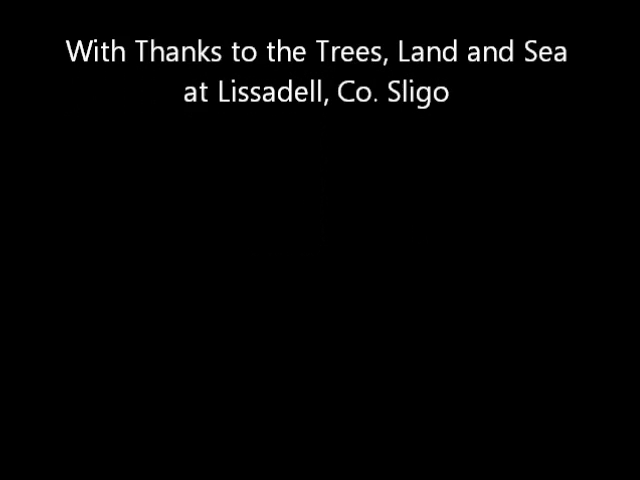 With Thanks to the Trees, Land and Sea
at Lissadell, Co. Sligo